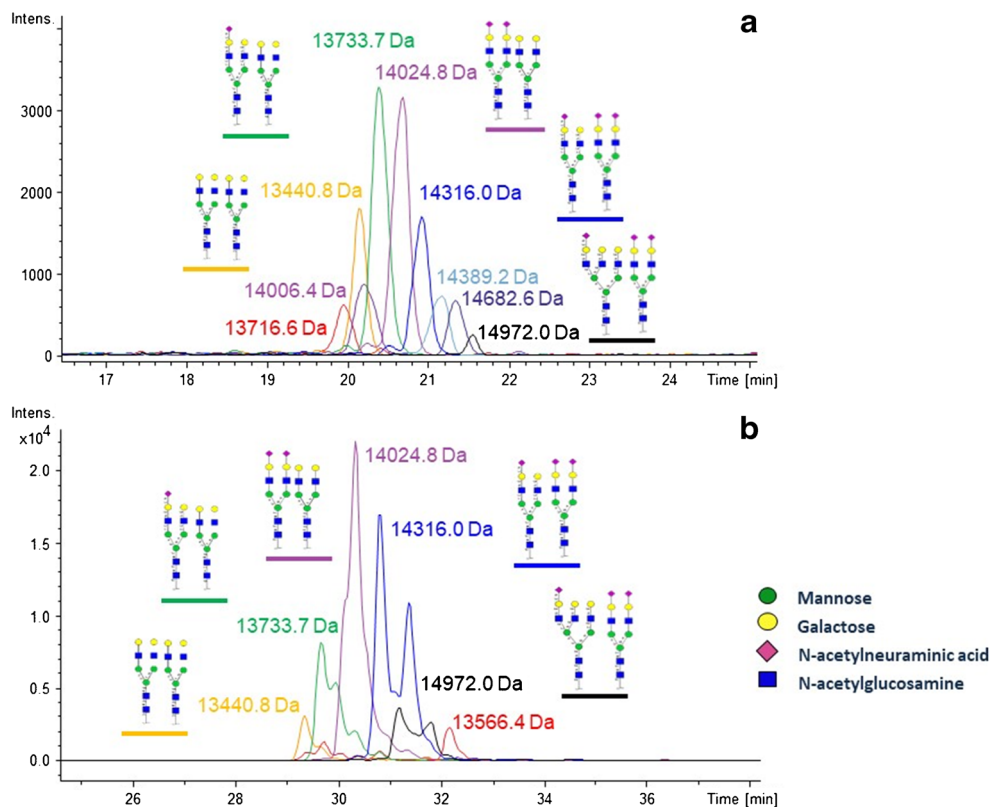 Intens.
a
13733.7 Da
14024.8 Da
3000
2000
13440.8 Da
14316.0 Da
1000
14006.4 Da
14389.2 Da
14682.6 Da
13716.6 Da
14972.0 Da
0
17 18 19 20 21 22 23 24 Time [min]
Intens.
x10⁴
b
14024.8 Da
2.0
14316.0 Da
1.5
1.0
13733.7 Da
14972.0 Da
0.5
13440.8 Da
13566.4 Da
0.0
26 28 30 32 34 36 Time [min]
Mannose
Galactose
N-acetylneuraminic acid
N-acetylglucosamine